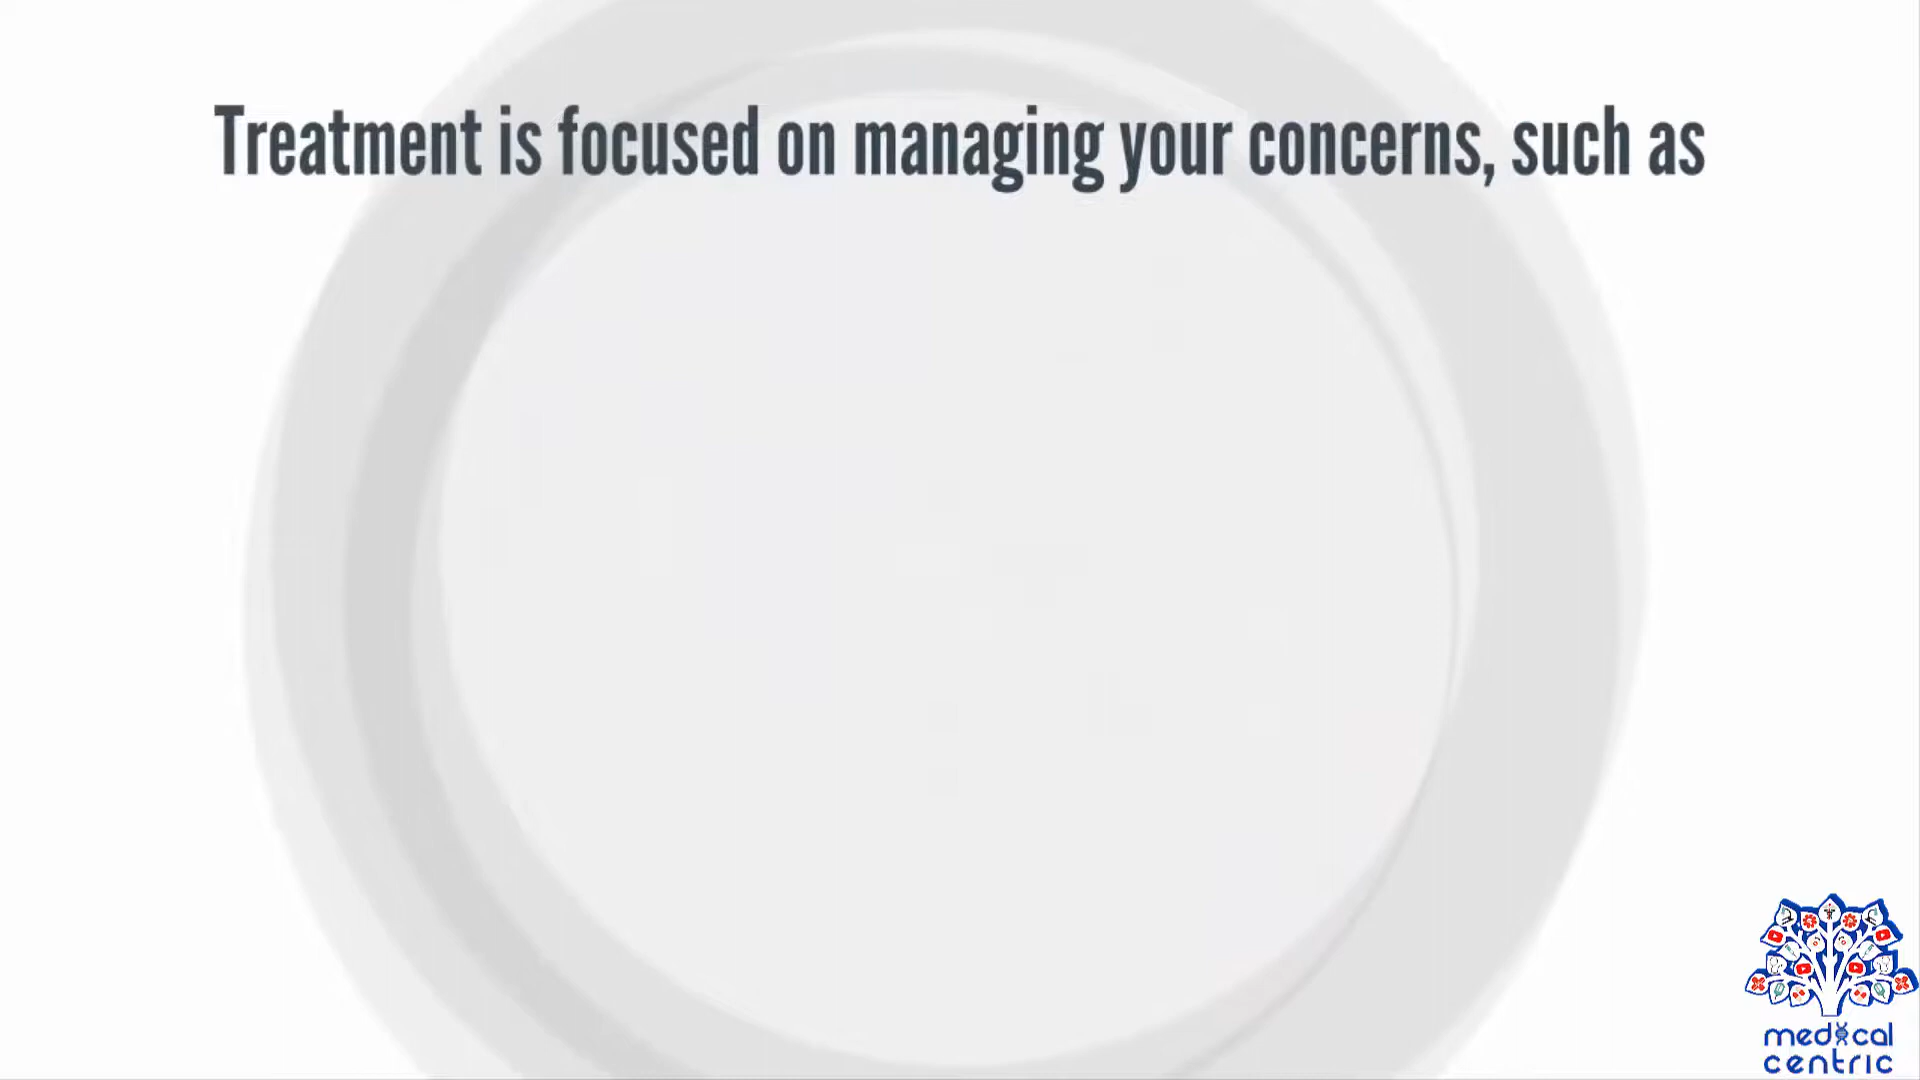 Treatment is focused on managing your concerns, such as
medical
centric